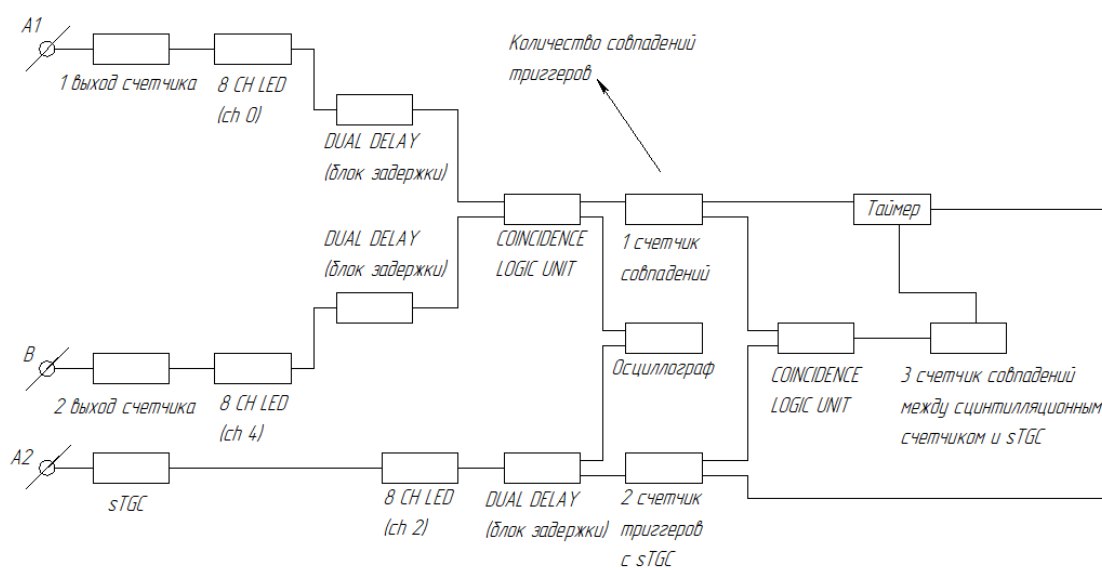 A1
1 выход счетчика
8 CH LED
(ch 0)
DUAL DELAY
(блок задержки)
Количество совпадений
триггеров
DUAL DELAY
(блок задержки)
COINCIDENCE
LOGIC UNIT
1 счетчик
совпадений
Таймер
B
2 выход счетчика
8 CH LED
(ch 4)
Осциллограф
COINCIDENCE
LOGIC UNIT
3 счетчик совпадений
между сцинтилляционным
счетчиком и sTGC
A2
sTGC
8 CH LED
(ch 2)
DUAL DELAY
(блок задержки)
2 счетчик
триггеров
с sTGC